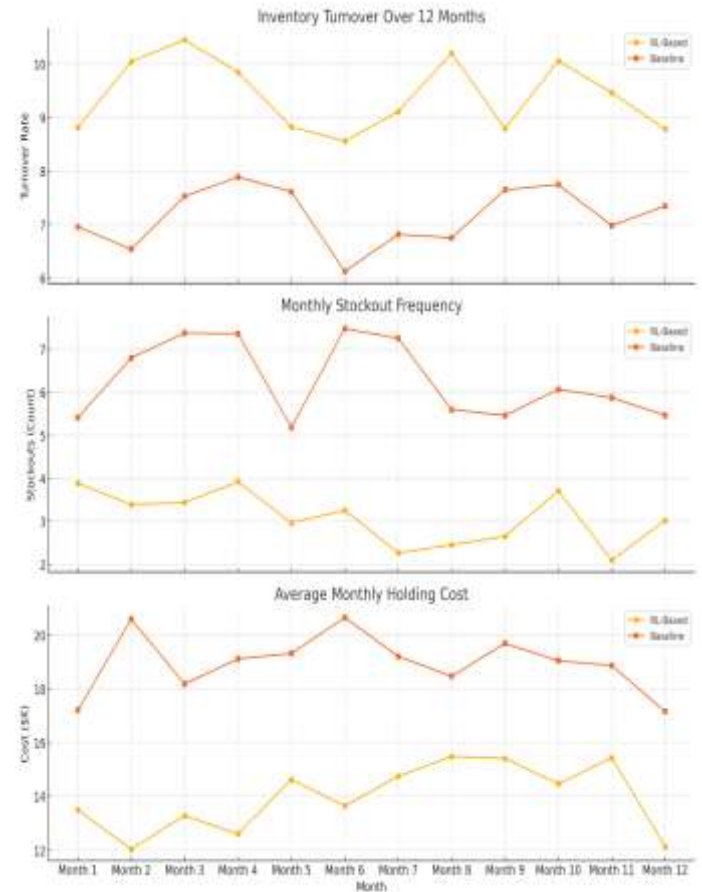 Inventory Turnover Over 12 Months
RL-Based
Baseline
Turnover Rate
10
9
8
7
6
Monthly Stockout Frequency
RL-Based
Baseline
Stockouts (Count)
7
6
5
4
3
2
Average Monthly Holding Cost
RL-Based
Baseline
Cost ($K)
20
18
16
14
12
Month 1 Month 2 Month 3 Month 4 Month 5 Month 6 Month 7 Month 8 Month 9 Month 10 Month 11 Month 12
Month